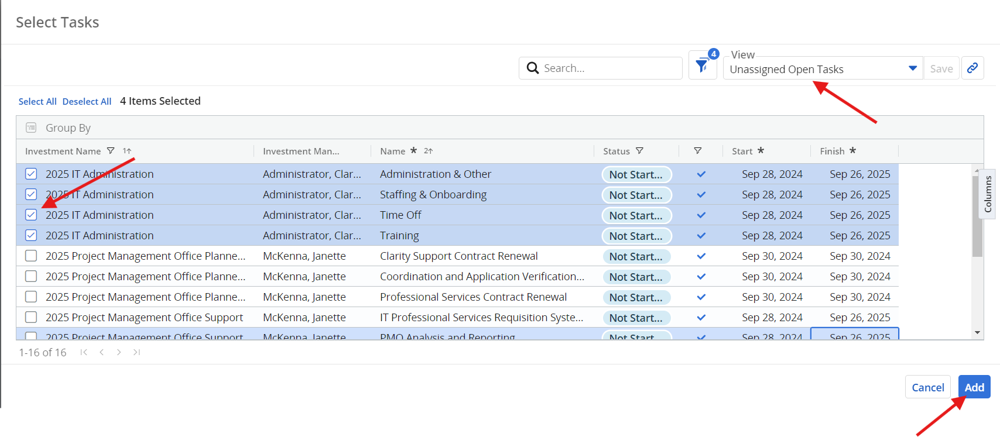 Select Tasks
4
View
Search...
Unassigned Open Tasks
Save
Select All Deselect All 4 Items Selected
Group By
Investment Name 1 Investment Man... Name * 2 Status Start * Finish *
2025 IT Administration Administrator, Clar... Administration & Other Not Start... Sep 28, 2024 Sep 26, 2025
2025 IT Administration Administrator, Clar... Staffing & Onboarding Not Start... Sep 28, 2024 Sep 26, 2025
2025 IT Administration Administrator, Clar... Time Off Not Start... Sep 28, 2024 Sep 26, 2025
2025 IT Administration Administrator, Clar... Training Not Start... Sep 28, 2024 Sep 26, 2025
2025 Project Management Office Planne... McKenna, Janette Clarity Support Contract Renewal Not Start... Sep 30, 2024 Sep 30, 2024
2025 Project Management Office Planne... McKenna, Janette Coordination and Application Verification... Not Start... Sep 30, 2024 Sep 30, 2024
2025 Project Management Office Planne... McKenna, Janette Professional Services Contract Renewal Not Start... Sep 30, 2024 Sep 30, 2024
2025 Project Management Office Support McKenna, Janette IT Professional Services Requisition Syste... Not Start... Sep 28, 2024 Sep 26, 2025
2025 Project Management Office Support McKenna, Janette PMO Analysis and Reporting Not Start... Sep 28, 2024 Sep 26, 2025
Columns
1-16 of 16
Cancel Add